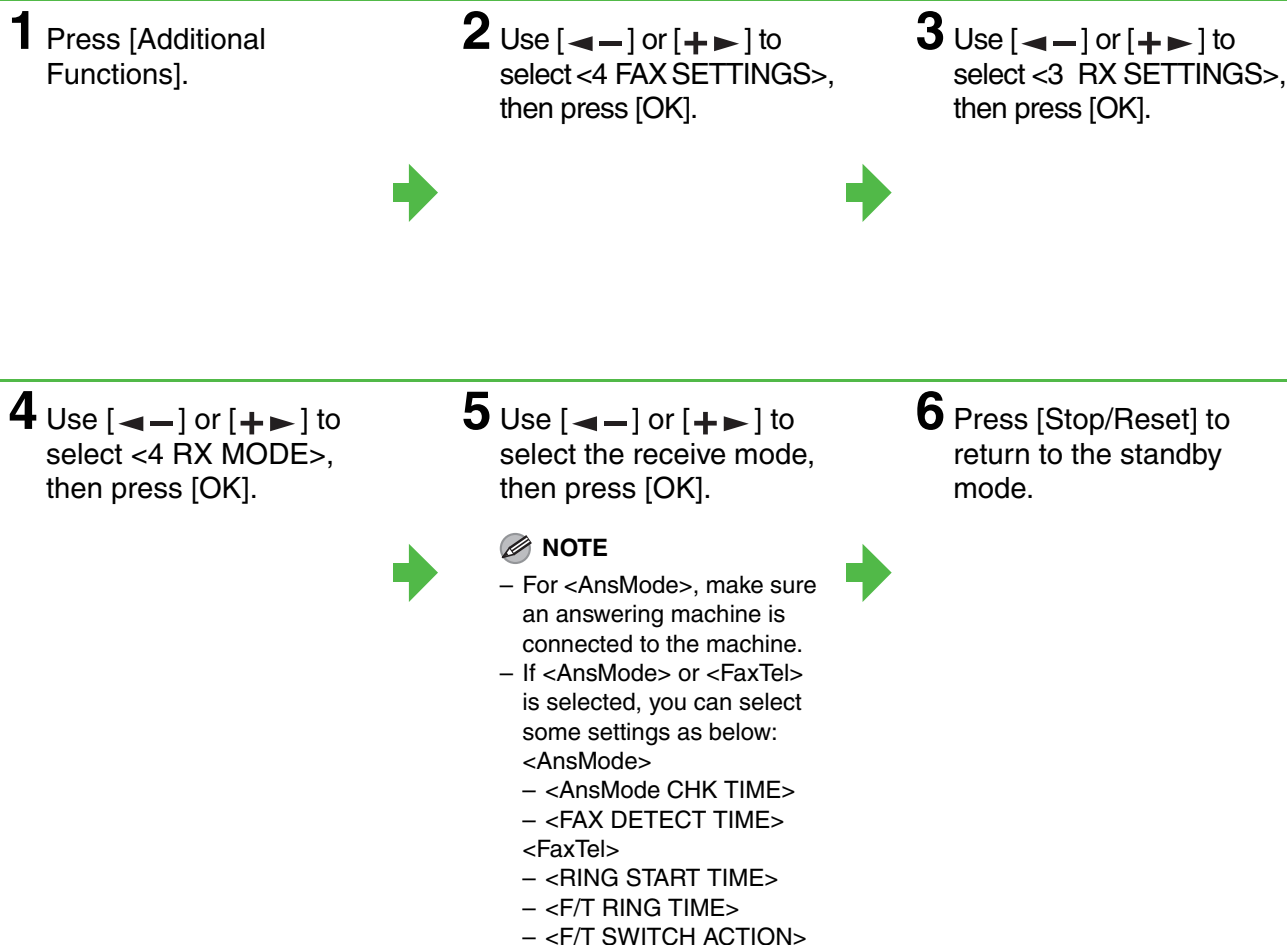 1 Press [Additional
Functions].
2 Use [◄–] or [+►] to
select <4 FAX SETTINGS>,
then press [OK].
3 Use [◄–] or [+►] to
select <3 RX SETTINGS>,
then press [OK].
4 Use [◄–] or [+►] to
select <4 RX MODE>,
then press [OK].
5 Use [◄–] or [+►] to
select the receive mode,
then press [OK].
NOTE
– For <AnsMode>, make sure
an answering machine is
connected to the machine.
– If <AnsMode> or <FaxTel>
is selected, you can select
some settings as below:
<AnsMode>
– <AnsMode CHK TIME>
– <FAX DETECT TIME>
<FaxTel>
– <RING START TIME>
– <F/T RING TIME>
– <F/T SWITCH ACTION>
6 Press [Stop/Reset] to
return to the standby
mode.